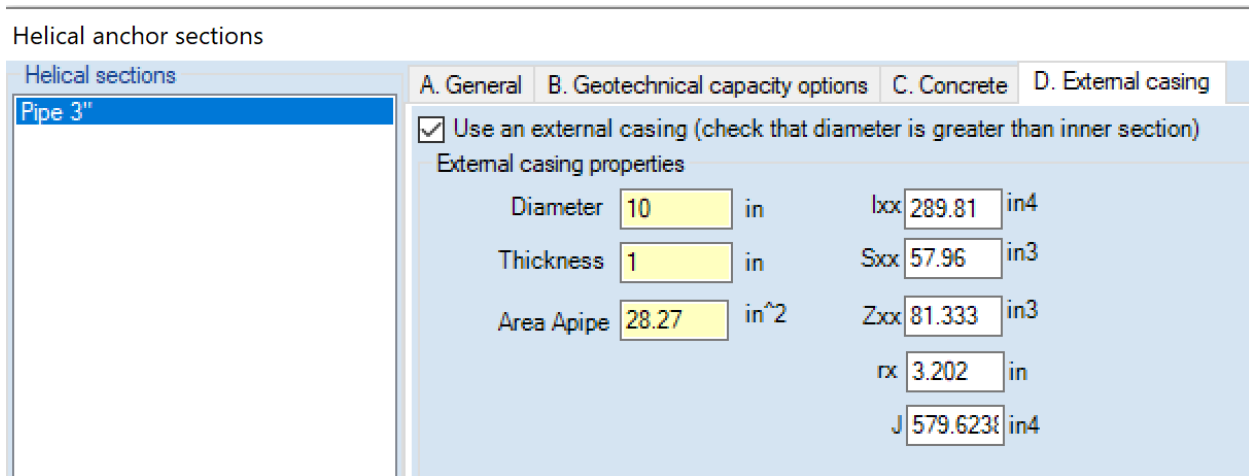 Helical anchor sections
Helical sections
Pipe 3"
A. General B. Geotechnical capacity options C. Concrete D. External casing
Use an external casing (check that diameter is greater than inner section)
External casing properties
Diameter 10 in Ixx 289.81 in4
Thickness 1 in Sxx 57.96 in3
Area Apipe 28.27 in^2 Zxx 81.333 in3
rx 3.202 in
J 579.6238 in4